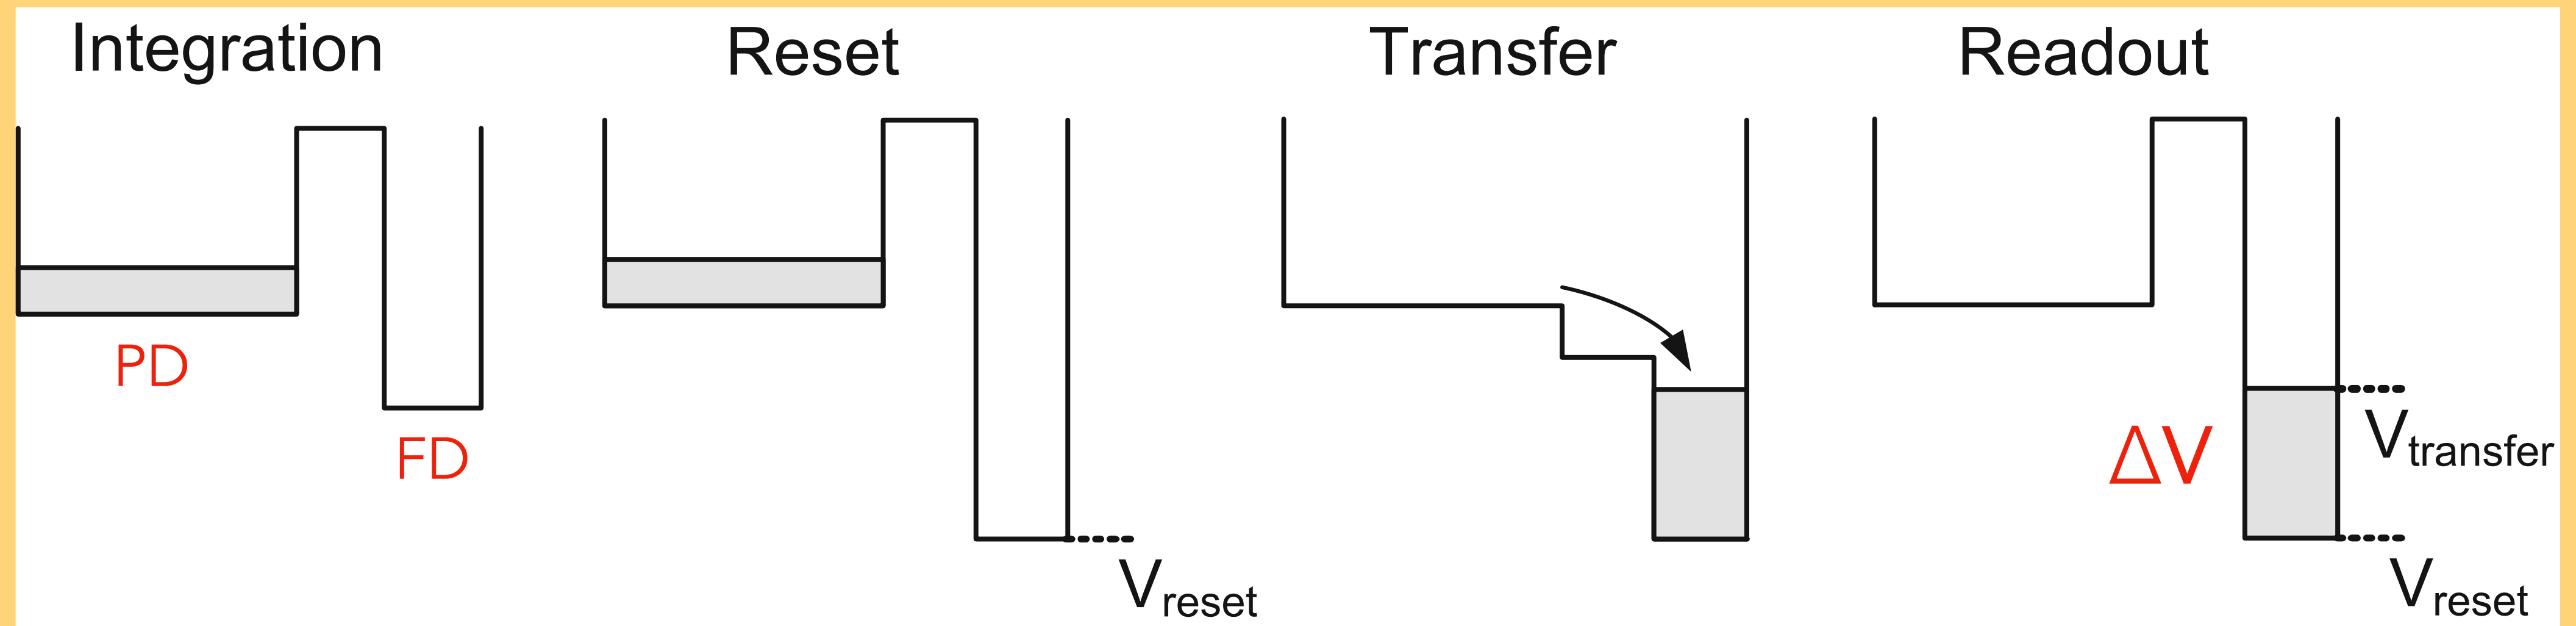 Integration
Reset
Transfer
Readout
PD
FD
Vreset
ΔV
Vtransfer
Vreset